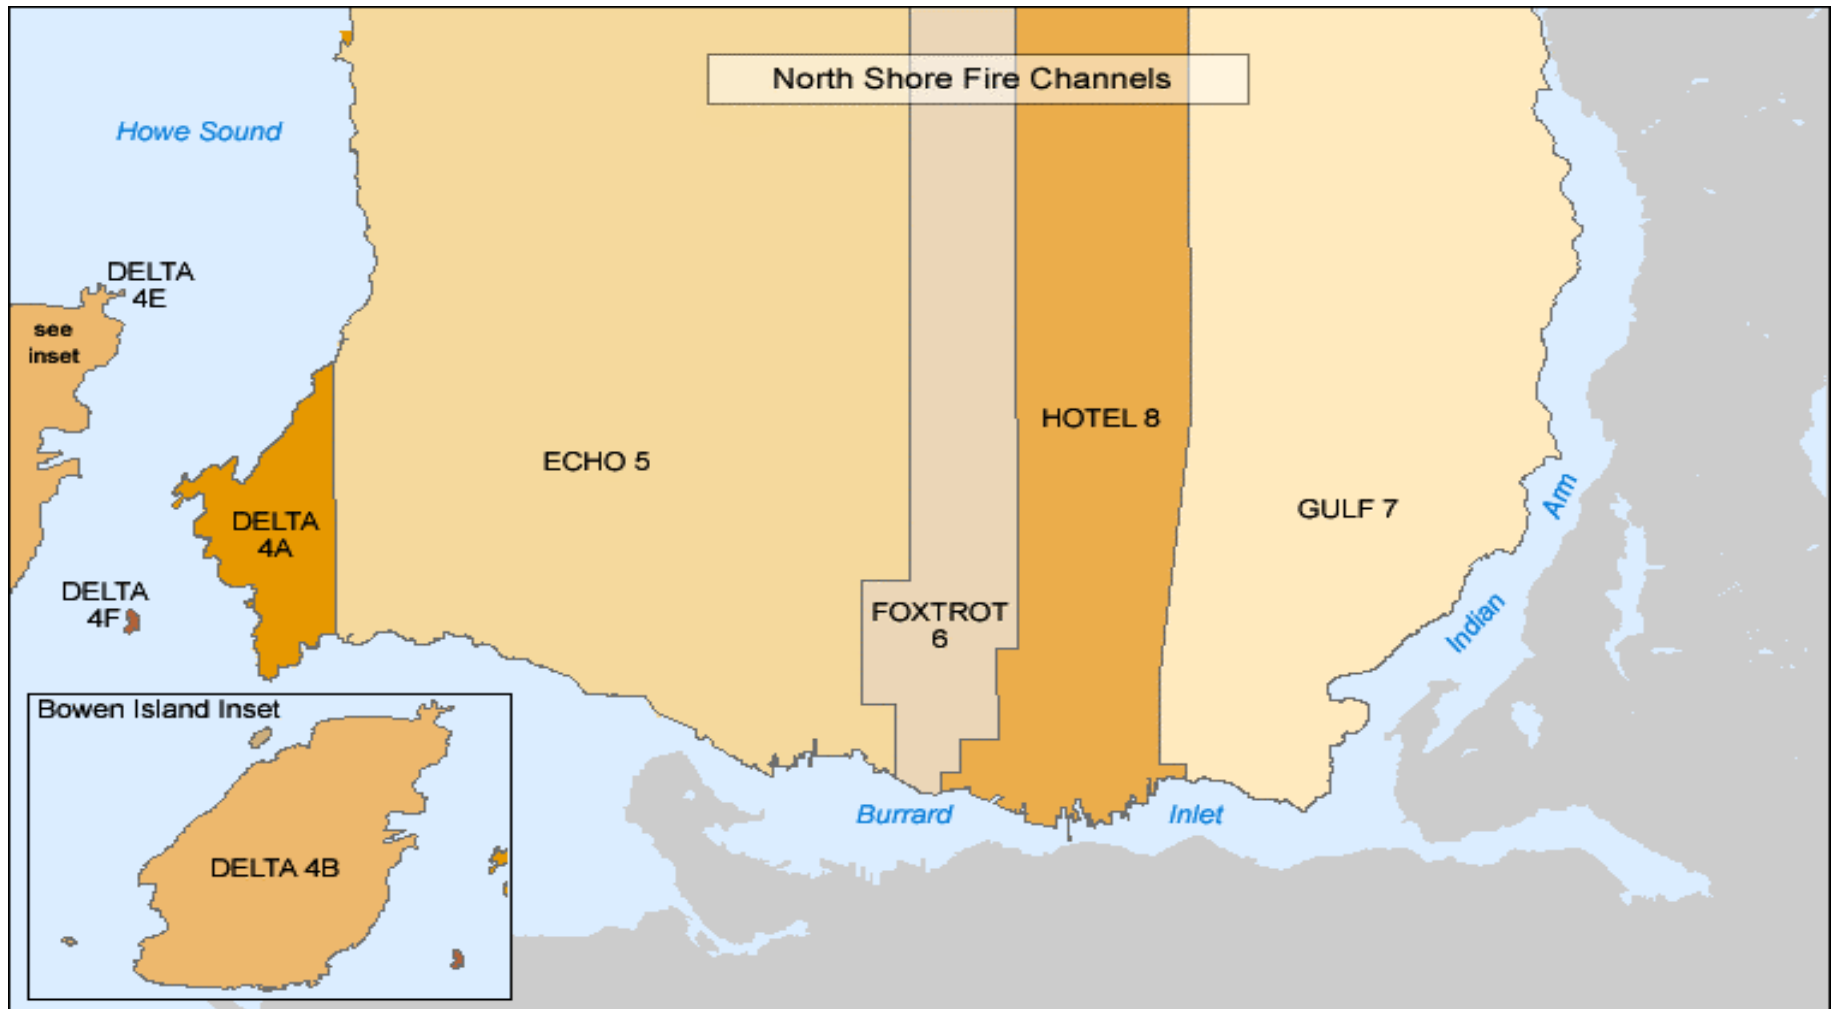 North Shore Fire Channels
Howe Sound
DELTA
4E
see
inset
HOTEL 8
ECHO 5
GULF 7
Arm
DELTA
4A
DELTA
4F
FOXTROT
6
Indian
Bowen Island Inset
Burrard
Inlet
DELTA 4B